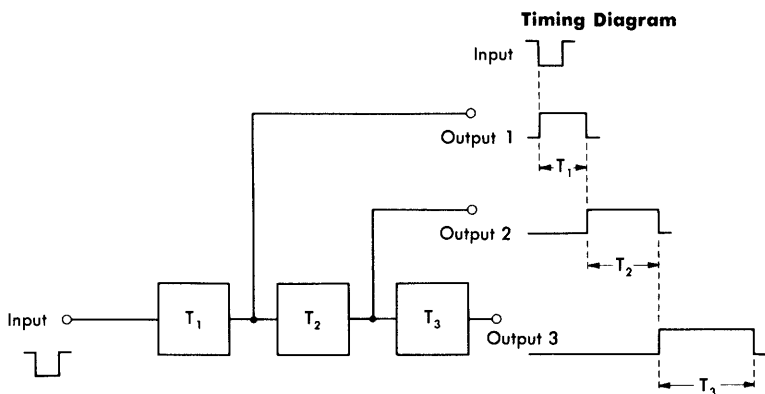 Timing Diagram
Input
Output 1
T₁
Output 2
T₂
Input
T₁
T₂
T₃
Output 3
T₃